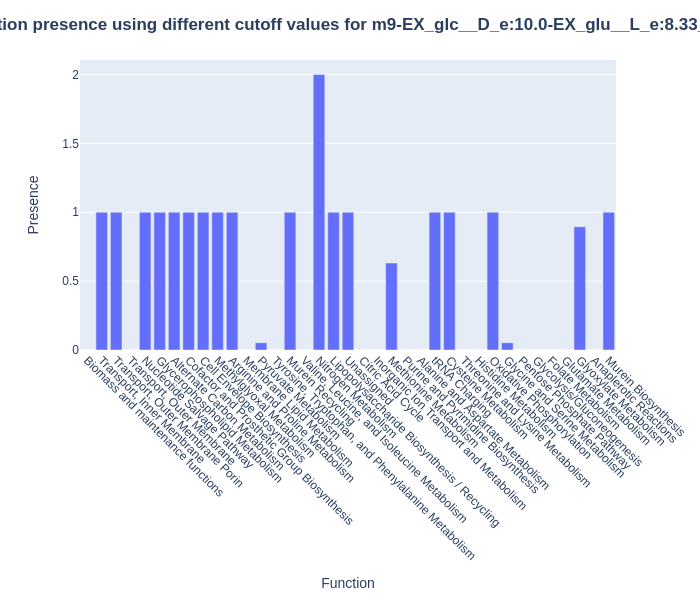 tion presence using different cutoff values for m9-EX_glc__D_e:10.0-EX_glu__L_e:8.33_
Presence
2
1.5
1
0.5
0
Biomass and maintenance functions
Transport, Inner Membrane
Transport, Outer Membrane
Transport, Outer Membrane Porin
Nucleotide Salvage Pathway
Glycerophospholipid Metabolism
Alternate Carbon Metabolism
Cofactor and Prosthetic Group Biosynthesis
Cell Envelope Biosynthesis
Methylglyoxal Metabolism
Arginine and Proline Metabolism
Membrane Lipid Metabolism
Pyruvate Metabolism
Tyrosine, Tryptophan, and Phenylalanine Metabolism
Murein Recycling
Valine, Leucine, and Isoleucine Metabolism
Nitrogen Metabolism
Lipopolysaccharide Biosynthesis / Recycling
Unassigned
Citric Acid Cycle
Inorganic Ion Transport and Metabolism
Methionine Metabolism
Purine and Pyrimidine Biosynthesis
Alanine and Aspartate Metabolism
tRNA Charging
Cysteine Metabolism
Threonine and Lysine Metabolism
Histidine Metabolism
Oxidative Phosphorylation
Glycine and Serine Metabolism
Pentose Phosphate Pathway
Glycolysis/Gluconeogenesis
Folate Metabolism
Glutamate Metabolism
Glyoxylate Metabolism
Anaplerotic Reactions
Murein Biosynthesis
Function